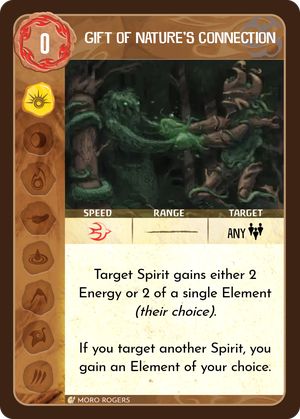 0
GIFT OF NATURE'S CONNECTION
SPEED RANGE TARGET
ANY
Target Spirit gains either 2
Energy or 2 of a single Element
(their choice).
If you target another Spirit, you
gain an Element of your choice.
MORO ROGERS